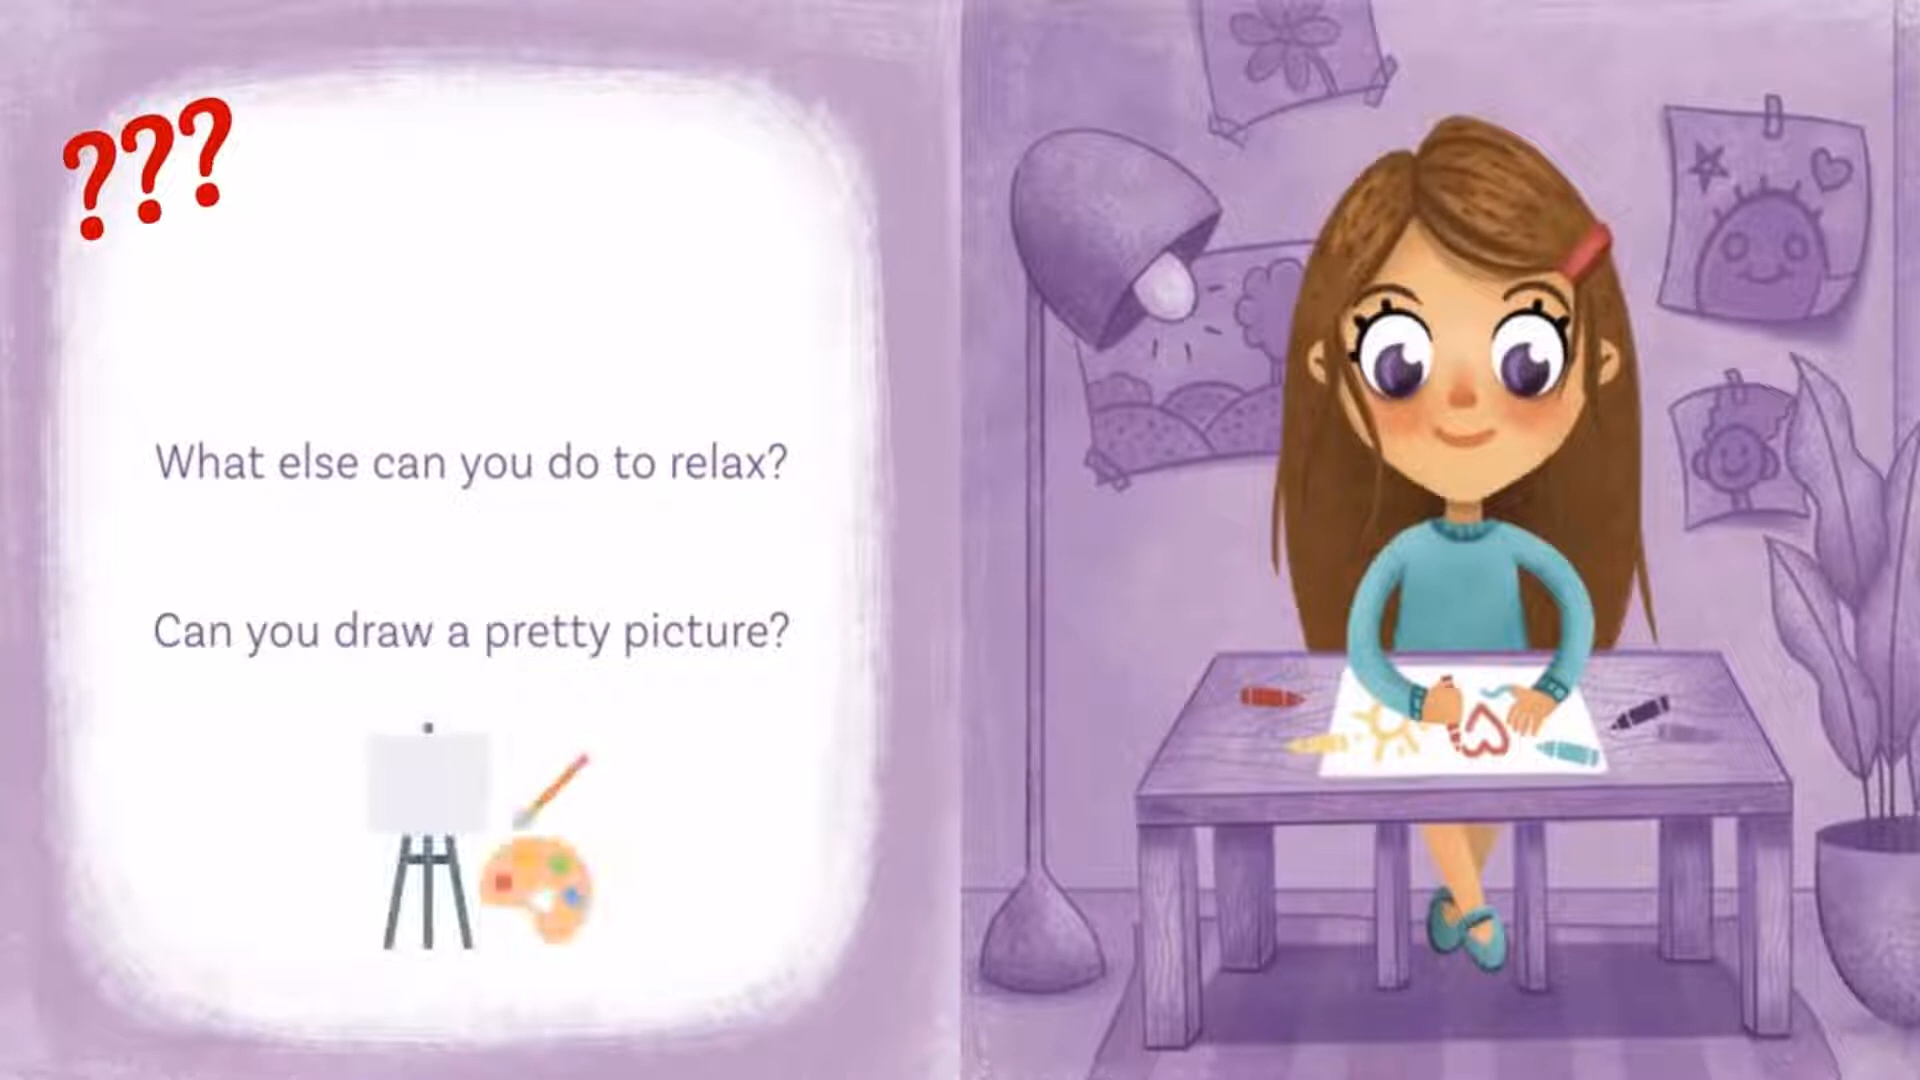 ???
What else can you do to relax?
Can you draw a pretty picture?